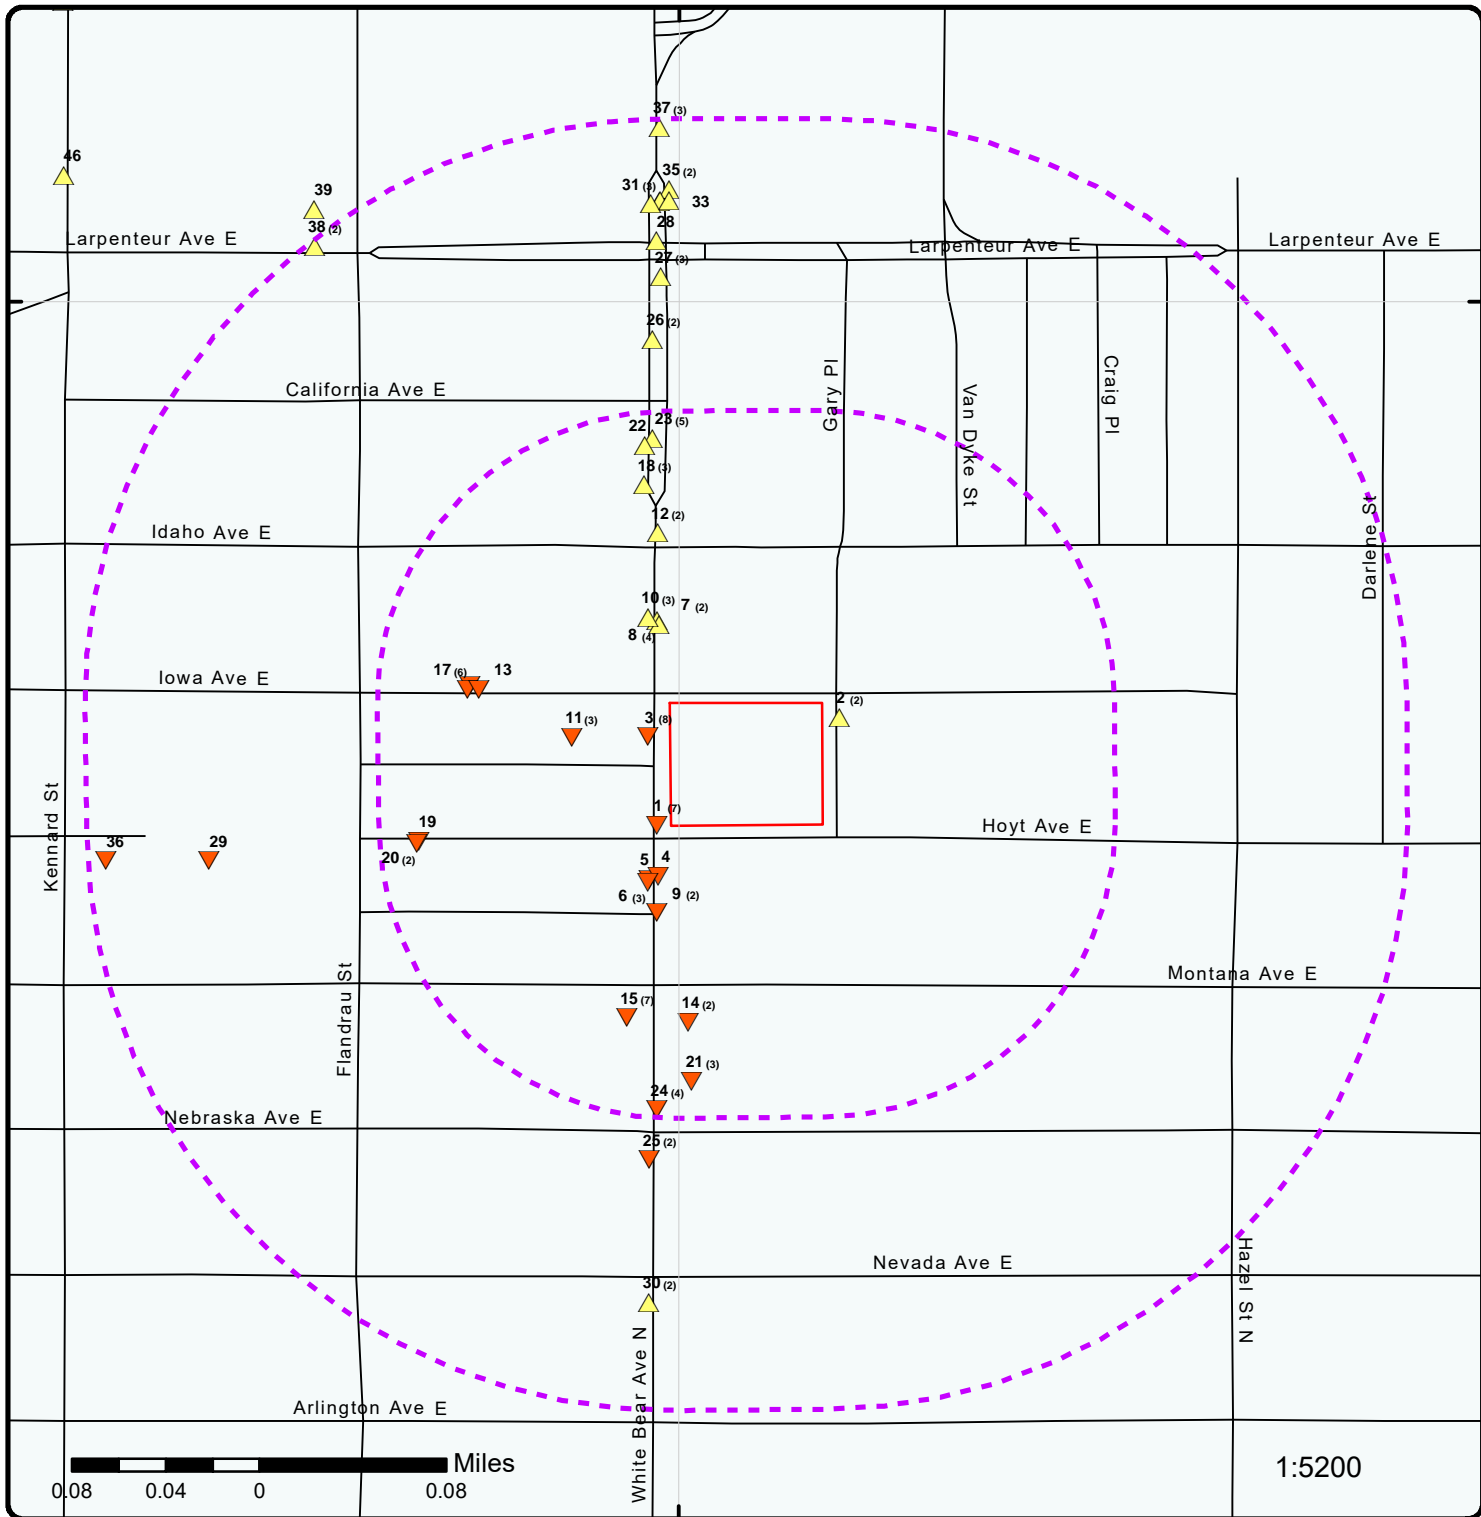 37 (3)
46
35 (2)
39
31 (3)
33
38 (2)
28
Larpenteur Ave E
Larpenteur Ave E
Larpenteur Ave E
27 (3)
26 (2)
California Ave E
Gary Pl
Van Dyke St
Craig Pl
22
23 (5)
18 (3)
12 (2)
Idaho Ave E
Darlene St
10 (3)
7 (2)
8 (4)
17 (6)
13
Iowa Ave E
2 (2)
11 (3)
3 (8)
1 (7)
19
Hoyt Ave E
Kennard St
36
29
20 (2)
5
4
6 (3)
9 (2)
Montana Ave E
Flandrau St
15 (7)
14 (2)
21 (3)
24 (4)
Nebraska Ave E
25 (2)
Nevada Ave E
Hazel St N
30 (2)
White Bear Ave N
Arlington Ave E
Miles
0.08
0.04
0
0.08
1:5200